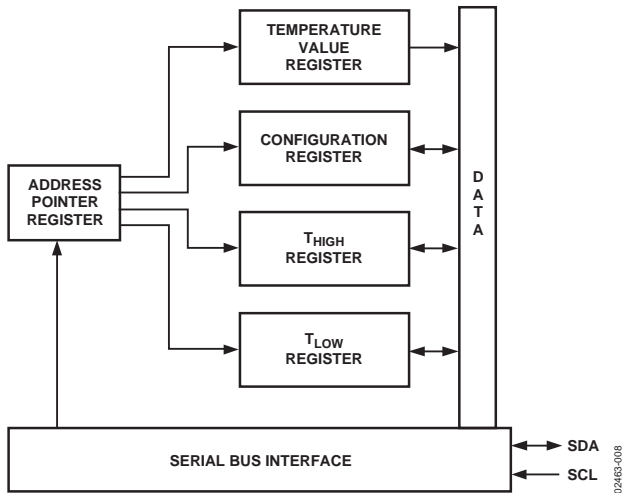 TEMPERATURE
VALUE
REGISTER
CONFIGURATION
REGISTER
ADDRESS
POINTER
REGISTER
THIGH
REGISTER
TLOW
REGISTER
DATA
SERIAL BUS INTERFACE
SDA
SCL
02463-008